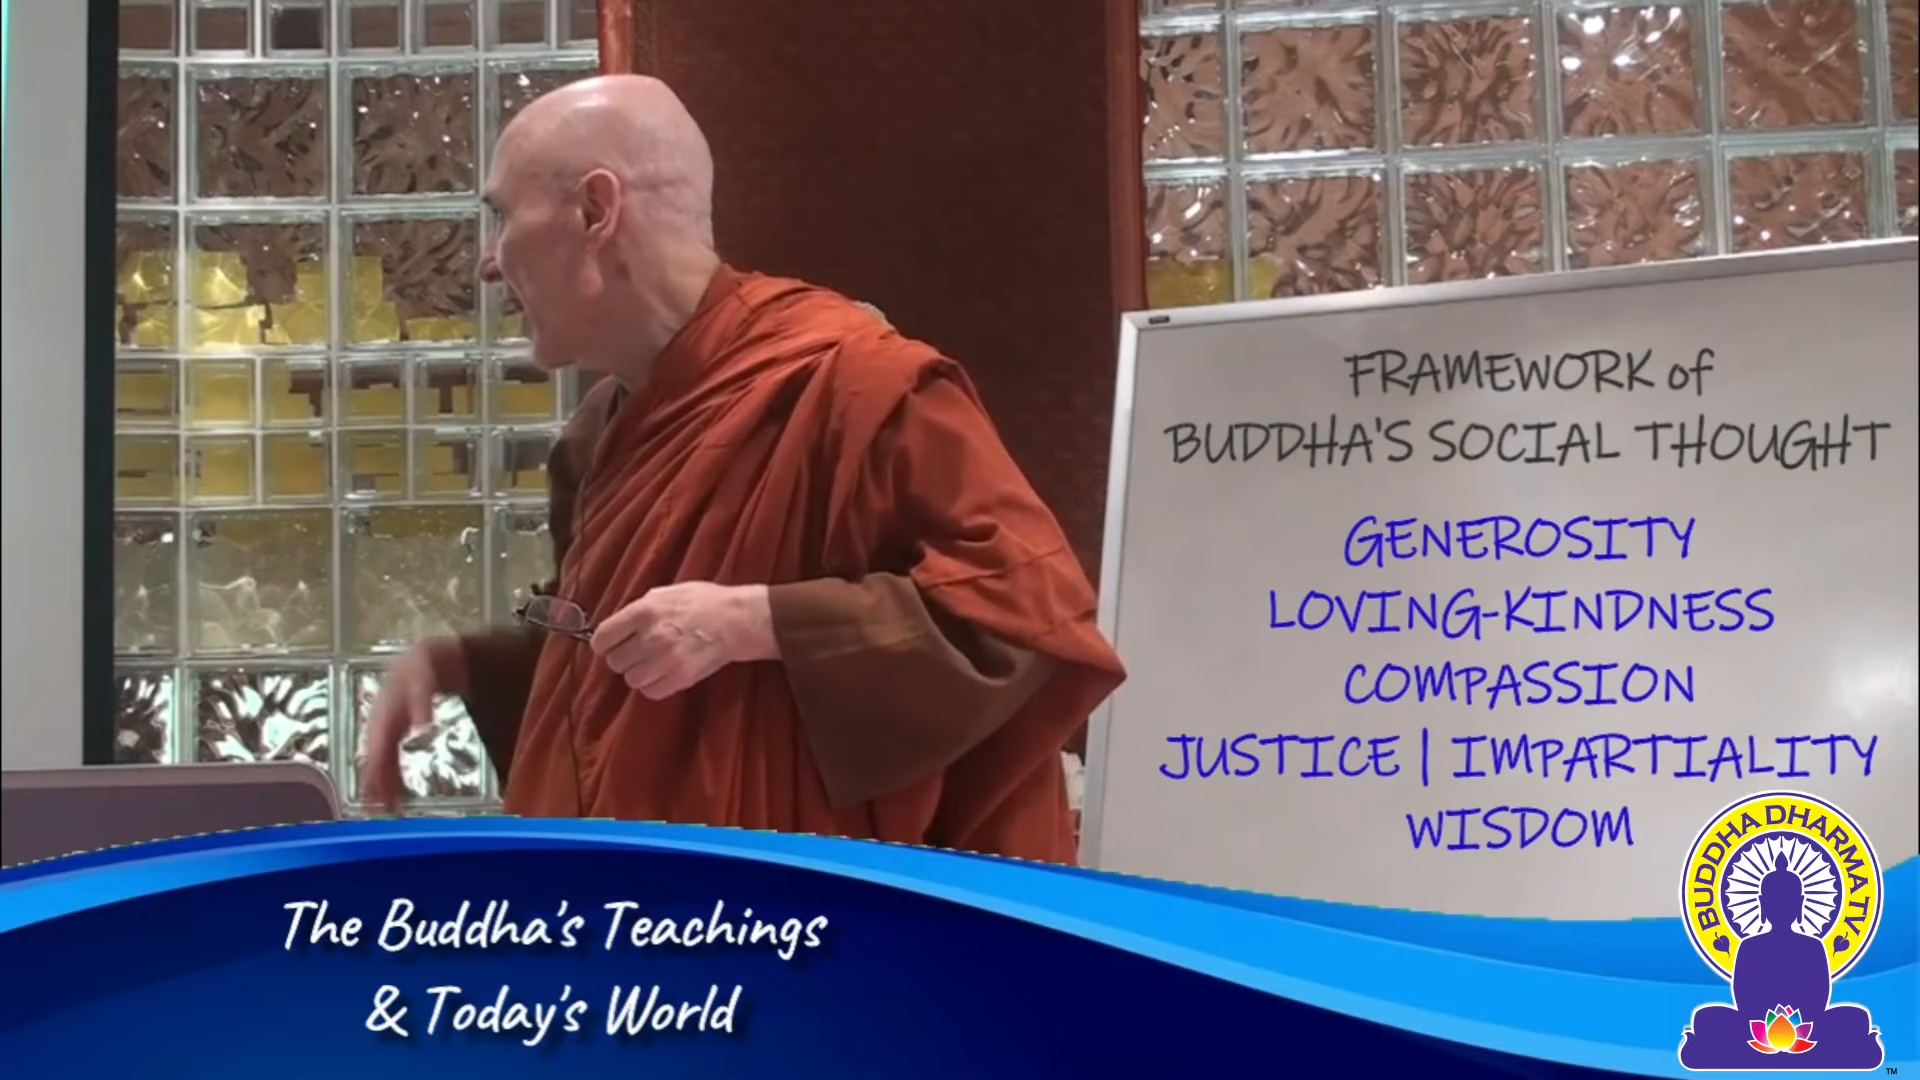 FRAMEWORK of
BUDDHA'S SOCIAL THOUGHT
GENEROSITY
LOVING-KINDNESS
COMPASSION
JUSTICE | IMPARTIALITY
WISDOM
The Buddha's Teachings
& Today's World
BUDDHA DHARMA TV
TM